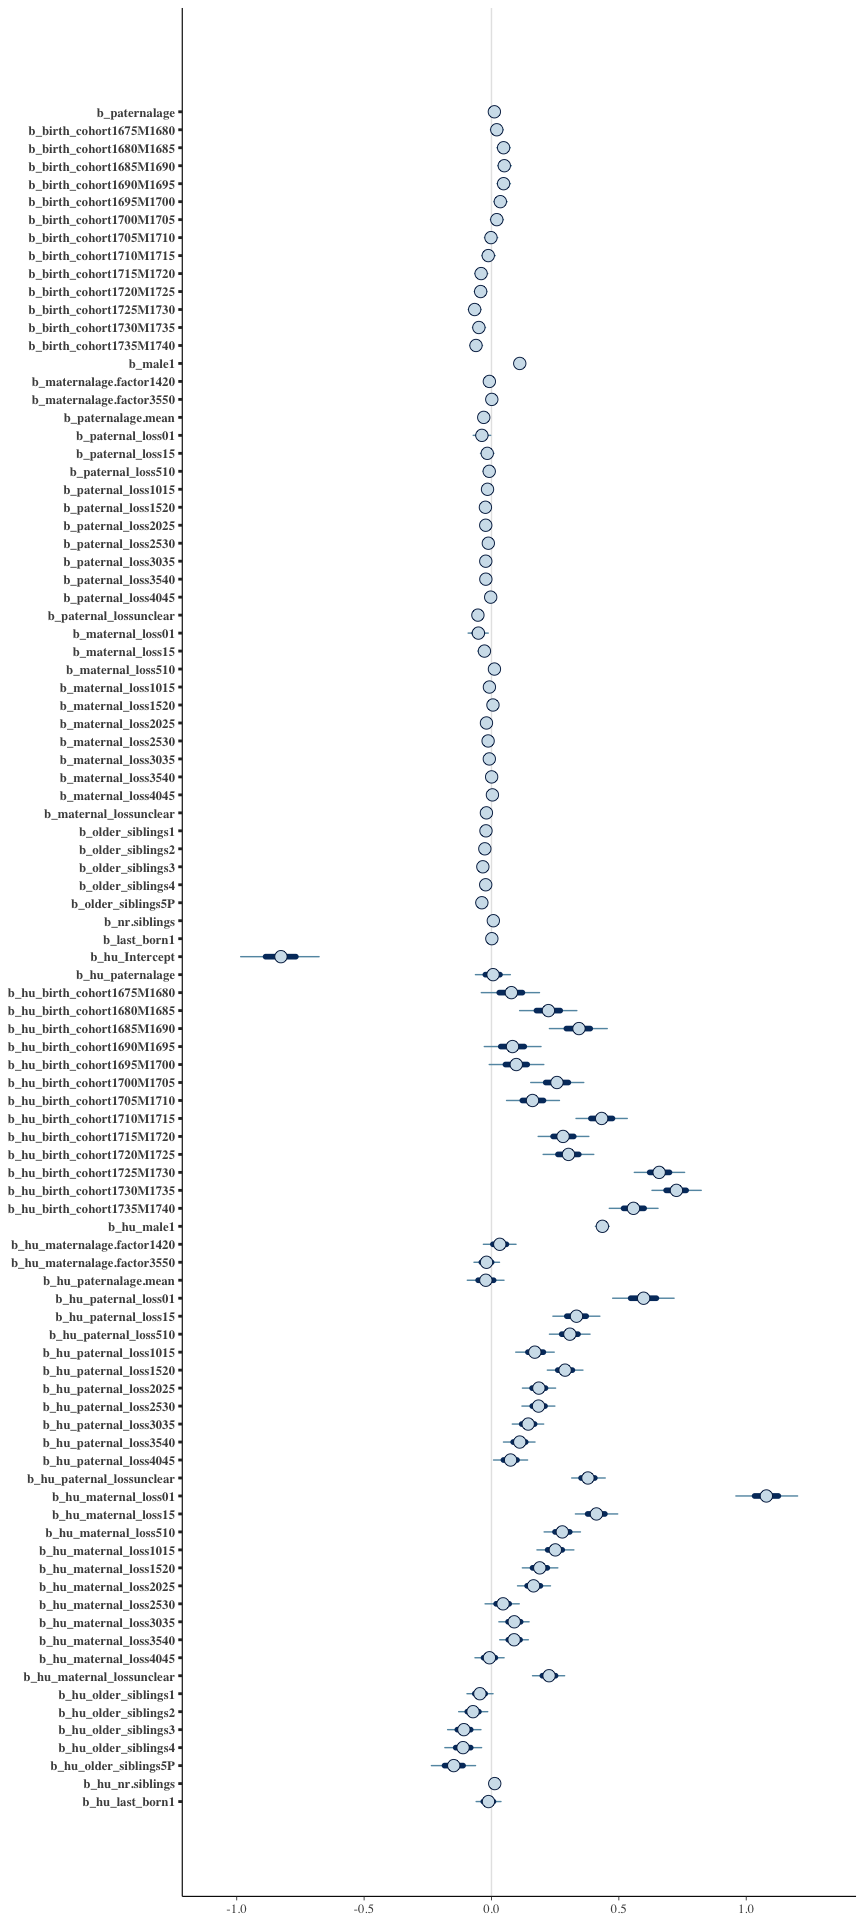 b_paternalage
b_birth_cohort1675M1680
b_birth_cohort1680M1685
b_birth_cohort1685M1690
b_birth_cohort1690M1695
b_birth_cohort1695M1700
b_birth_cohort1700M1705
b_birth_cohort1705M1710
b_birth_cohort1710M1715
b_birth_cohort1715M1720
b_birth_cohort1720M1725
b_birth_cohort1725M1730
b_birth_cohort1730M1735
b_birth_cohort1735M1740
b_male1
b_maternalage.factor1420
b_maternalage.factor3550
b_paternalage.mean
b_paternal_loss01
b_paternal_loss15
b_paternal_loss510
b_paternal_loss1015
b_paternal_loss1520
b_paternal_loss2025
b_paternal_loss2530
b_paternal_loss3035
b_paternal_loss3540
b_paternal_loss4045
b_paternal_lossunclear
b_maternal_loss01
b_maternal_loss15
b_maternal_loss510
b_maternal_loss1015
b_maternal_loss1520
b_maternal_loss2025
b_maternal_loss2530
b_maternal_loss3035
b_maternal_loss3540
b_maternal_loss4045
b_maternal_lossunclear
b_older_siblings1
b_older_siblings2
b_older_siblings3
b_older_siblings4
b_older_siblings5P
b_nr.siblings
b_last_born1
b_hu_Intercept
b_hu_paternalage
b_hu_birth_cohort1675M1680
b_hu_birth_cohort1680M1685
b_hu_birth_cohort1685M1690
b_hu_birth_cohort1690M1695
b_hu_birth_cohort1695M1700
b_hu_birth_cohort1700M1705
b_hu_birth_cohort1705M1710
b_hu_birth_cohort1710M1715
b_hu_birth_cohort1715M1720
b_hu_birth_cohort1720M1725
b_hu_birth_cohort1725M1730
b_hu_birth_cohort1730M1735
b_hu_birth_cohort1735M1740
b_hu_male1
b_hu_maternalage.factor1420
b_hu_maternalage.factor3550
b_hu_paternalage.mean
b_hu_paternal_loss01
b_hu_paternal_loss15
b_hu_paternal_loss510
b_hu_paternal_loss1015
b_hu_paternal_loss1520
b_hu_paternal_loss2025
b_hu_paternal_loss2530
b_hu_paternal_loss3035
b_hu_paternal_loss3540
b_hu_paternal_loss4045
b_hu_paternal_lossunclear
b_hu_maternal_loss01
b_hu_maternal_loss15
b_hu_maternal_loss510
b_hu_maternal_loss1015
b_hu_maternal_loss1520
b_hu_maternal_loss2025
b_hu_maternal_loss2530
b_hu_maternal_loss3035
b_hu_maternal_loss3540
b_hu_maternal_loss4045
b_hu_maternal_lossunclear
b_hu_older_siblings1
b_hu_older_siblings2
b_hu_older_siblings3
b_hu_older_siblings4
b_hu_older_siblings5P
b_hu_nr.siblings
b_hu_last_born1
-1.0 -0.5 0.0 0.5 1.0